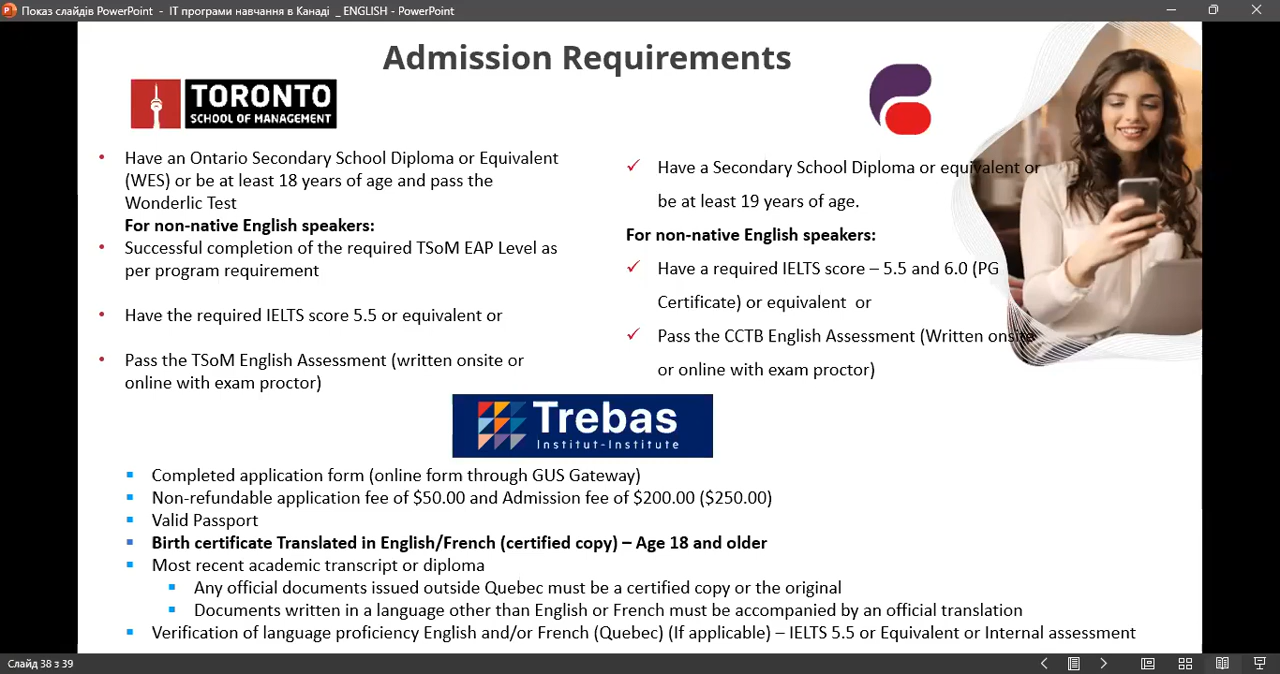 Показ слайдів PowerPoint - ІТ програми навчання в Канаді _ ENGLISH - PowerPoint
Admission Requirements
TORONTO
SCHOOL OF MANAGEMENT
• Have an Ontario Secondary School Diploma or Equivalent
(WES) or be at least 18 years of age and pass the
Wonderlic Test
For non-native English speakers:
• Successful completion of the required TSoM EAP Level as
per program requirement
• Have the required IELTS score 5.5 or equivalent or
• Pass the TSoM English Assessment (written onsite or
online with exam proctor)
✓ Have a Secondary School Diploma or equivalent or
be at least 19 years of age.
For non-native English speakers:
✓ Have a required IELTS score – 5.5 and 6.0 (PG
Certificate) or equivalent or
✓ Pass the CCTB English Assessment (Written onsite
or online with exam proctor)
Trebas
Institut-Institute
▪ Completed application form (online form through GUS Gateway)
▪ Non-refundable application fee of $50.00 and Admission fee of $200.00 ($250.00)
▪ Valid Passport
▪ Birth certificate Translated in English/French (certified copy) – Age 18 and older
▪ Most recent academic transcript or diploma
▪ Any official documents issued outside Quebec must be a certified copy or the original
▪ Documents written in a language other than English or French must be accompanied by an official translation
▪ Verification of language proficiency English and/or French (Quebec) (If applicable) – IELTS 5.5 or Equivalent or Internal assessment
Слайд 38 з 39